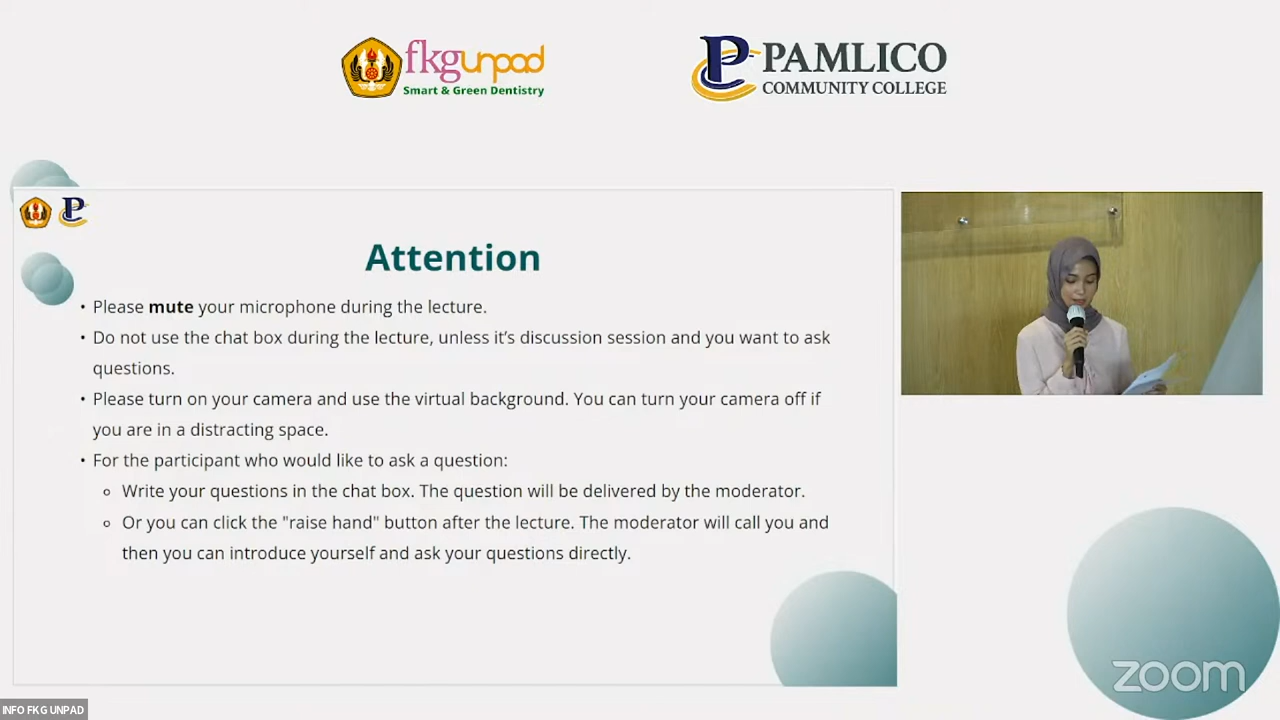 fkgunpad
Smart & Green Dentistry
PAMLICO
COMMUNITY COLLEGE
Attention
• Please mute your microphone during the lecture.
• Do not use the chat box during the lecture, unless it's discussion session and you want to ask
questions.
• Please turn on your camera and use the virtual background. You can turn your camera off if
you are in a distracting space.
• For the participant who would like to ask a question:
◦ Write your questions in the chat box. The question will be delivered by the moderator.
◦ Or you can click the "raise hand" button after the lecture. The moderator will call you and
then you can introduce yourself and ask your questions directly.
zoom
INFO FKG UNPAD